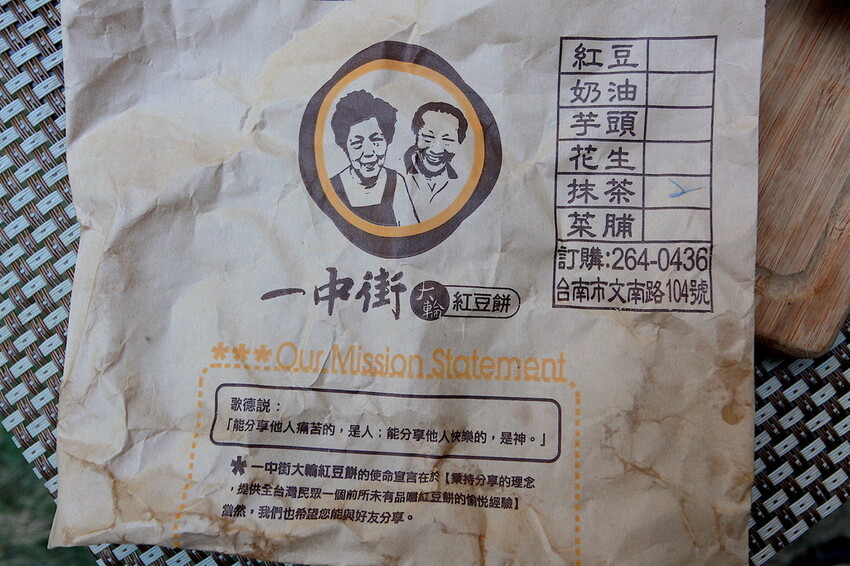 紅豆
奶油
芋頭
花生
抹茶
菜脯
訂購:264-0436
台南市文南路104號
一中街大輪紅豆餅
***Our Mission Statement
歌德説：
「能分享他人痛苦的，是人；能分享他人快樂的，是神。」
* 一中街大輪紅豆餅的使命宣言在於【秉持分享的理念
，提供全台灣民眾一個前所未有品嚐紅豆餅的愉悅經驗】
當然，我們也希望您能與好友分享。